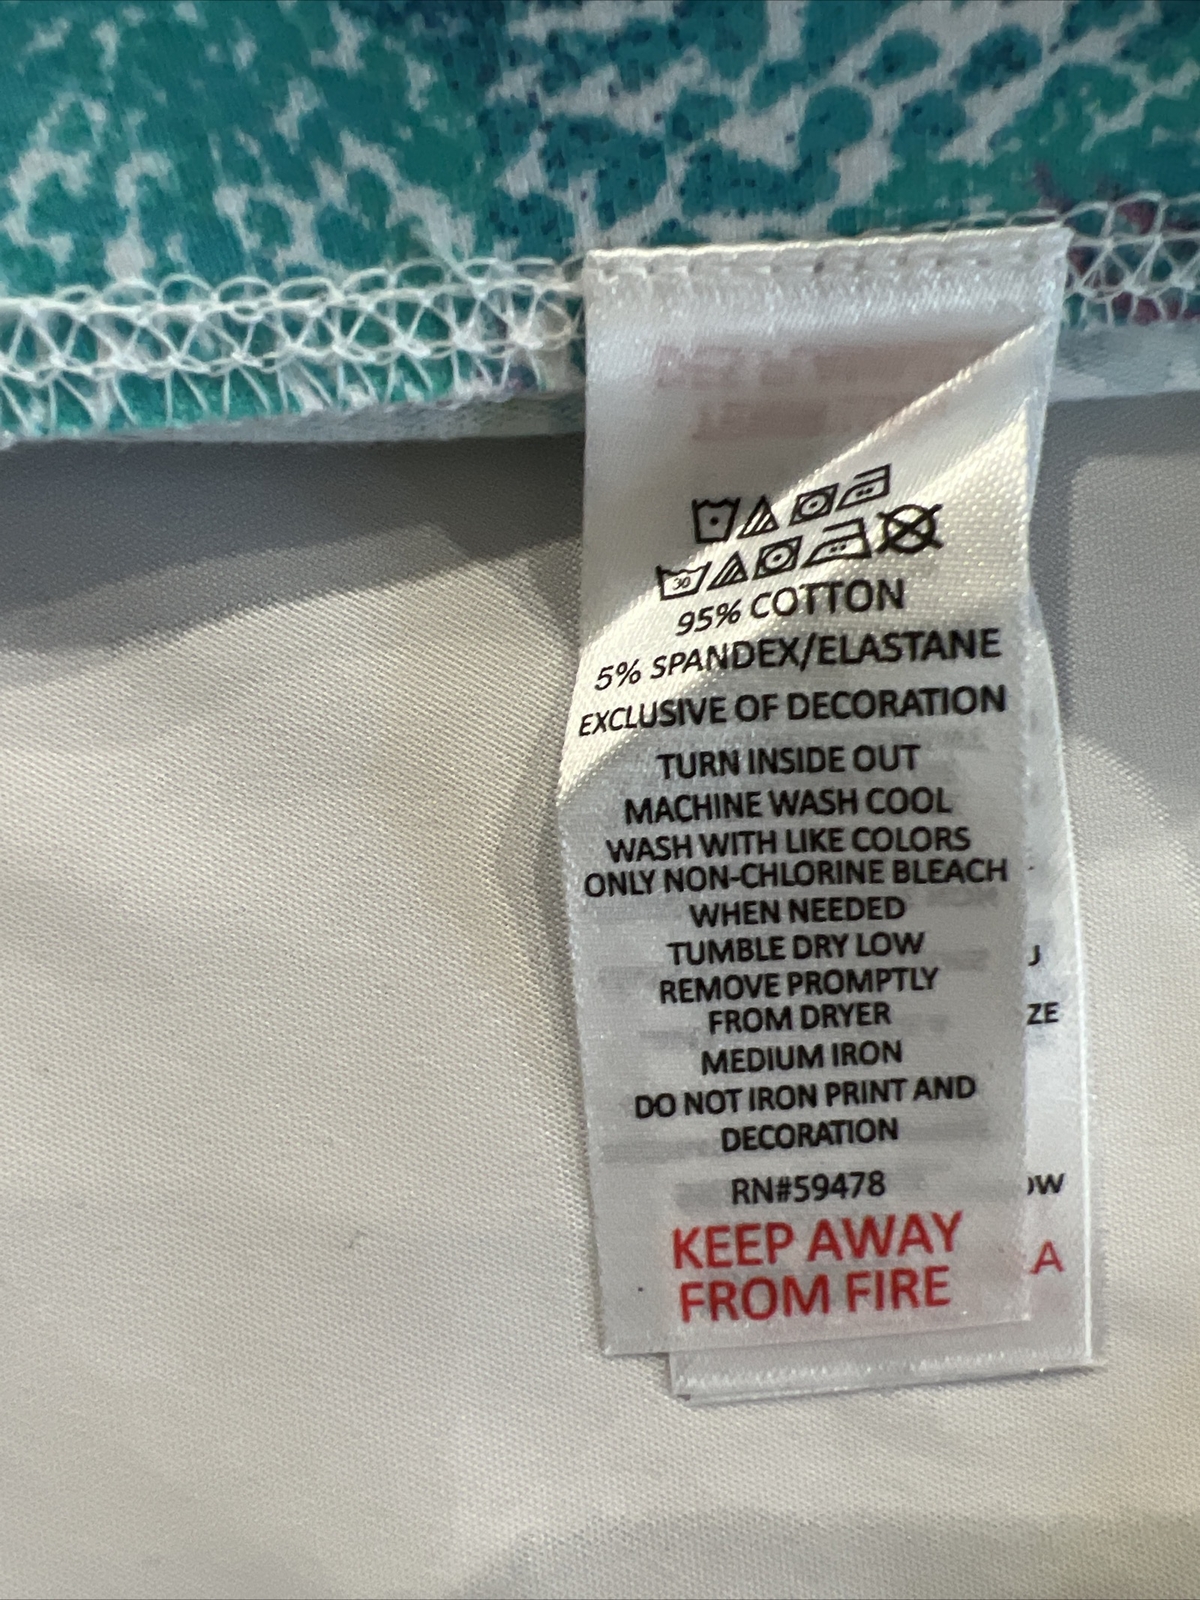 30
95% COTTON
5% SPANDEX/ELASTANE
EXCLUSIVE OF DECORATION
TURN INSIDE OUT
MACHINE WASH COOL
WASH WITH LIKE COLORS
ONLY NON-CHLORINE BLEACH
WHEN NEEDED
TUMBLE DRY LOW
REMOVE PROMPTLY
FROM DRYER
MEDIUM IRON
DO NOT IRON PRINT AND
DECORATION
RN#59478
KEEP AWAY
FROM FIRE